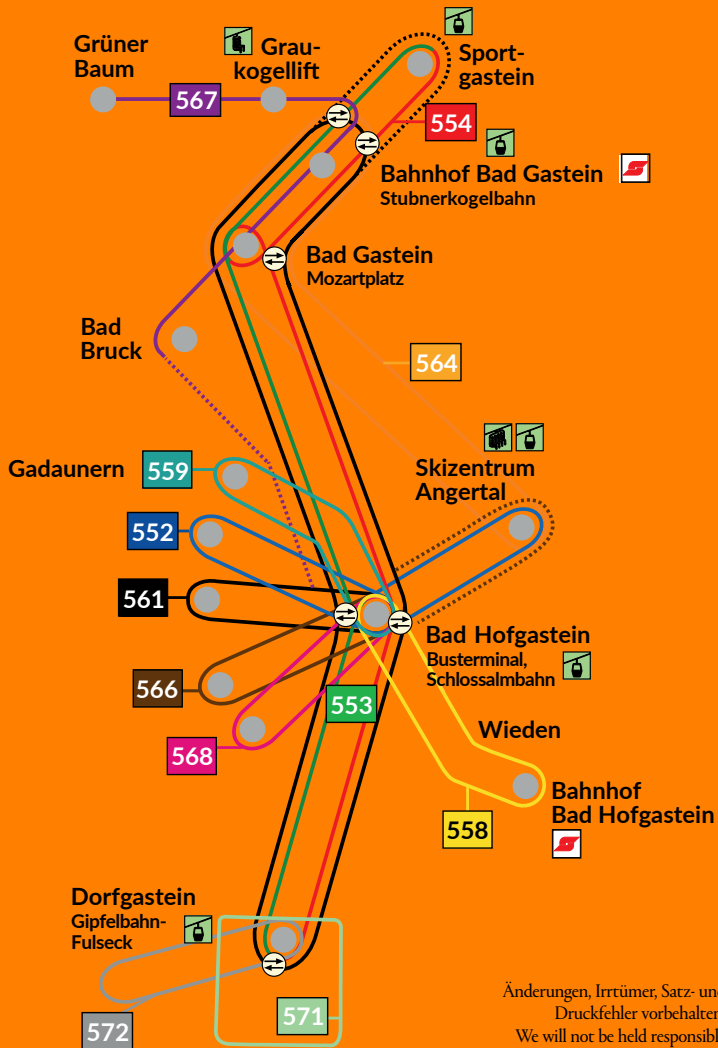 Grüner
Baum
Grau-
kogellift
Sport-
gastein
567
554
Bahnhof Bad Gastein
Stubnerkogelbahn
Bad Gastein
Mozartplatz
Bad
Bruck
564
Gadaunern
559
Skizentrum
Angertal
552
561
Bad Hofgastein
Busterminal,
Schlossalmbahn
566
553
568
Wieden
Bahnhof
Bad Hofgastein
558
Dorfgastein
Gipfelbahn-
Fulseck
571
572
Änderungen, Irrtümer, Satz- und
Druckfehler vorbehalten
We will not be held responsibl